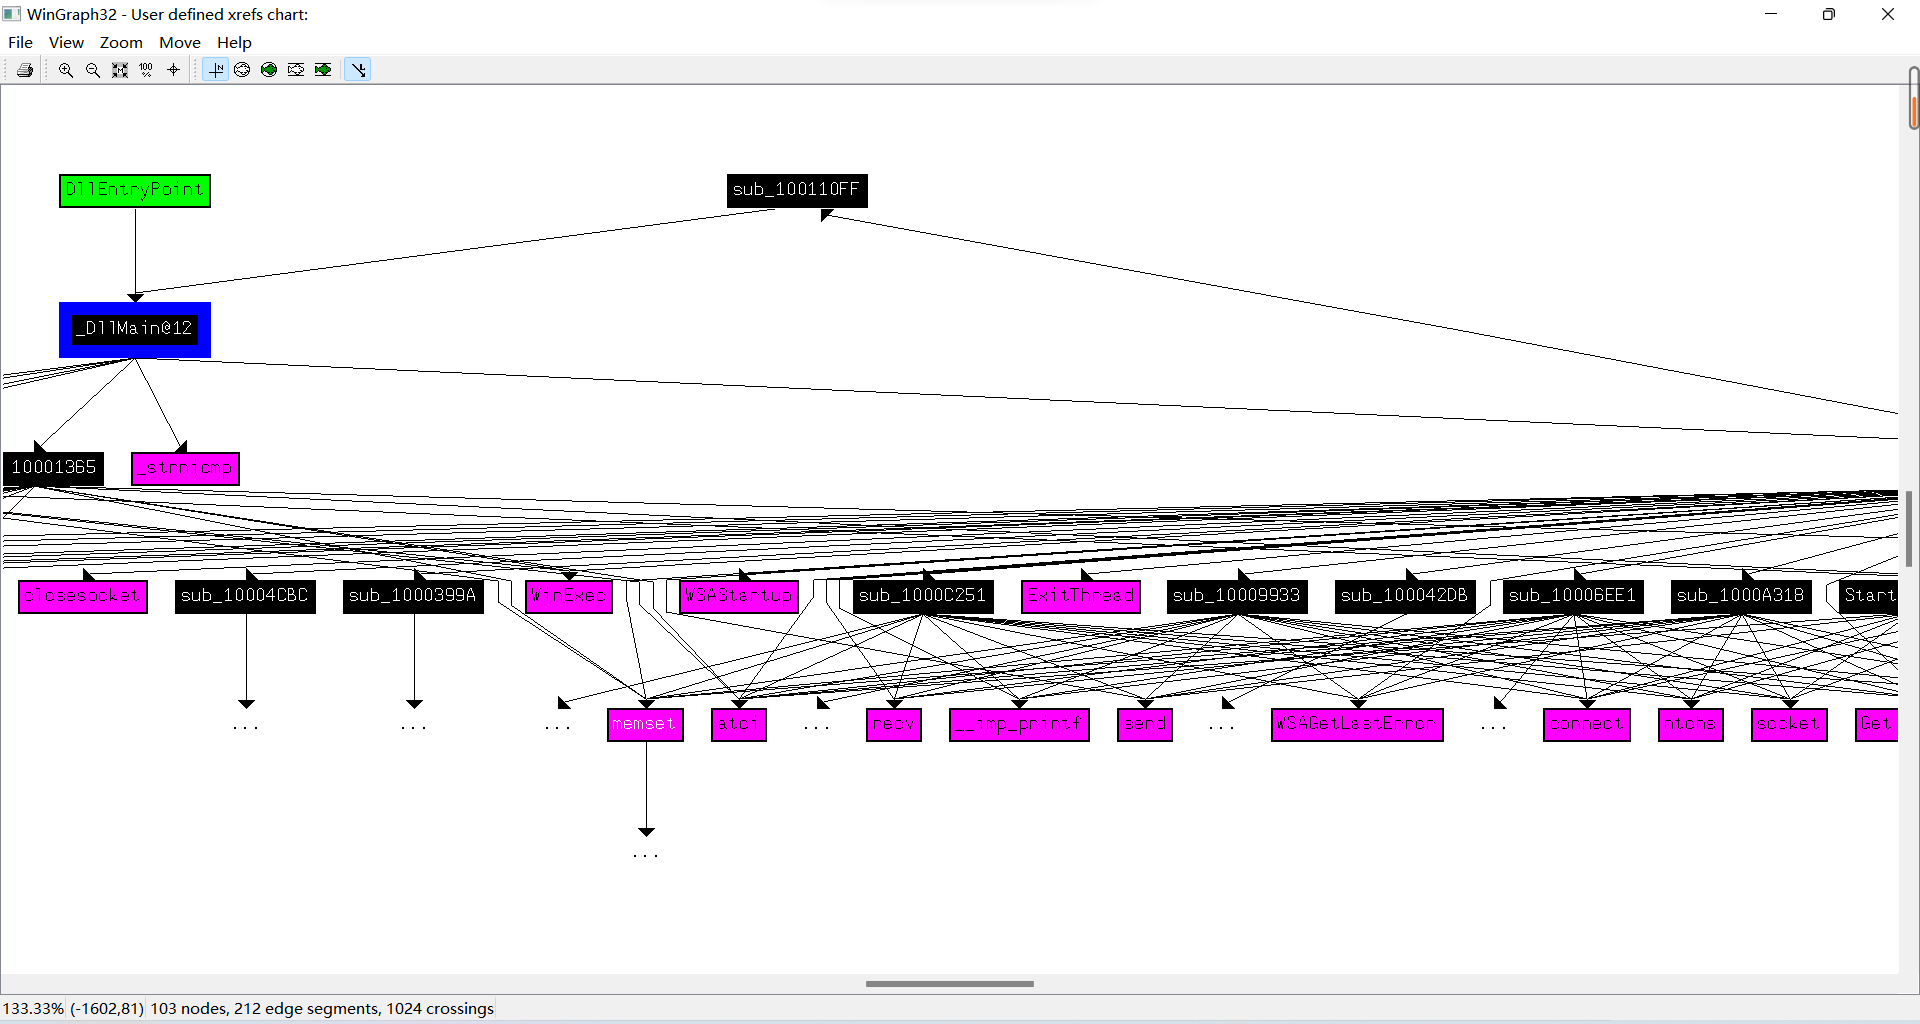 WinGraph32 - User defined xrefs chart:
File View Zoom Move Help
100 %
N
DllEntryPoint
sub_100110FF
_DllMain@12
10001365
_strnicmp
closesocket
sub_10004CBC
sub_1000399A
WinExec
WSAStartup
sub_1000C251
ExitThread
sub_10009933
sub_100042DB
sub_10006EE1
sub_1000A318
Start
...
...
...
memset
atoi
...
recv
__imp_printf
send
...
WSAGetLastError
...
connect
ntohs
socket
Get
...
133.33% (-1602,81) 103 nodes, 212 edge segments, 1024 crossings